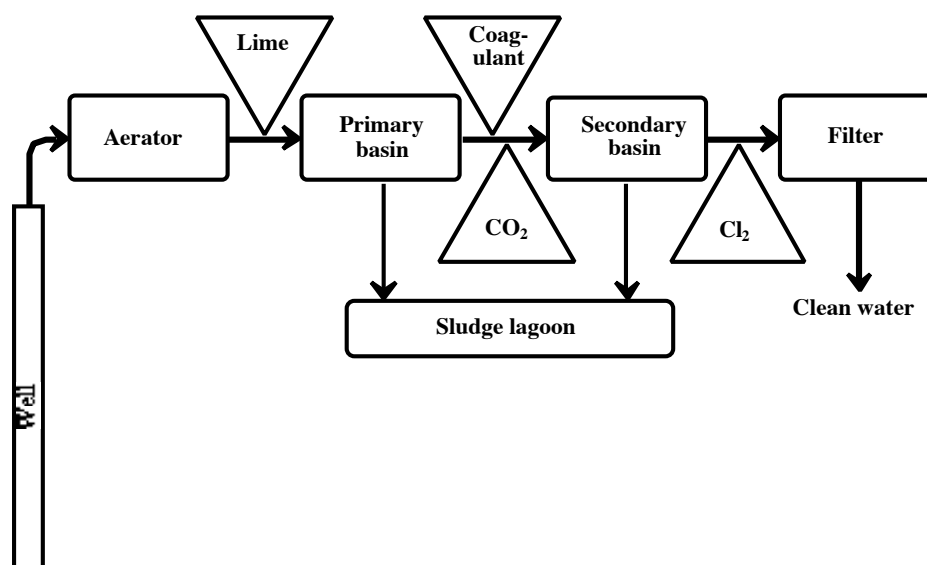 Lime
Coag-
ulant
Aerator
Primary
basin
Secondary
basin
Filter
CO₂
Cl₂
Clean water
Sludge lagoon
Well